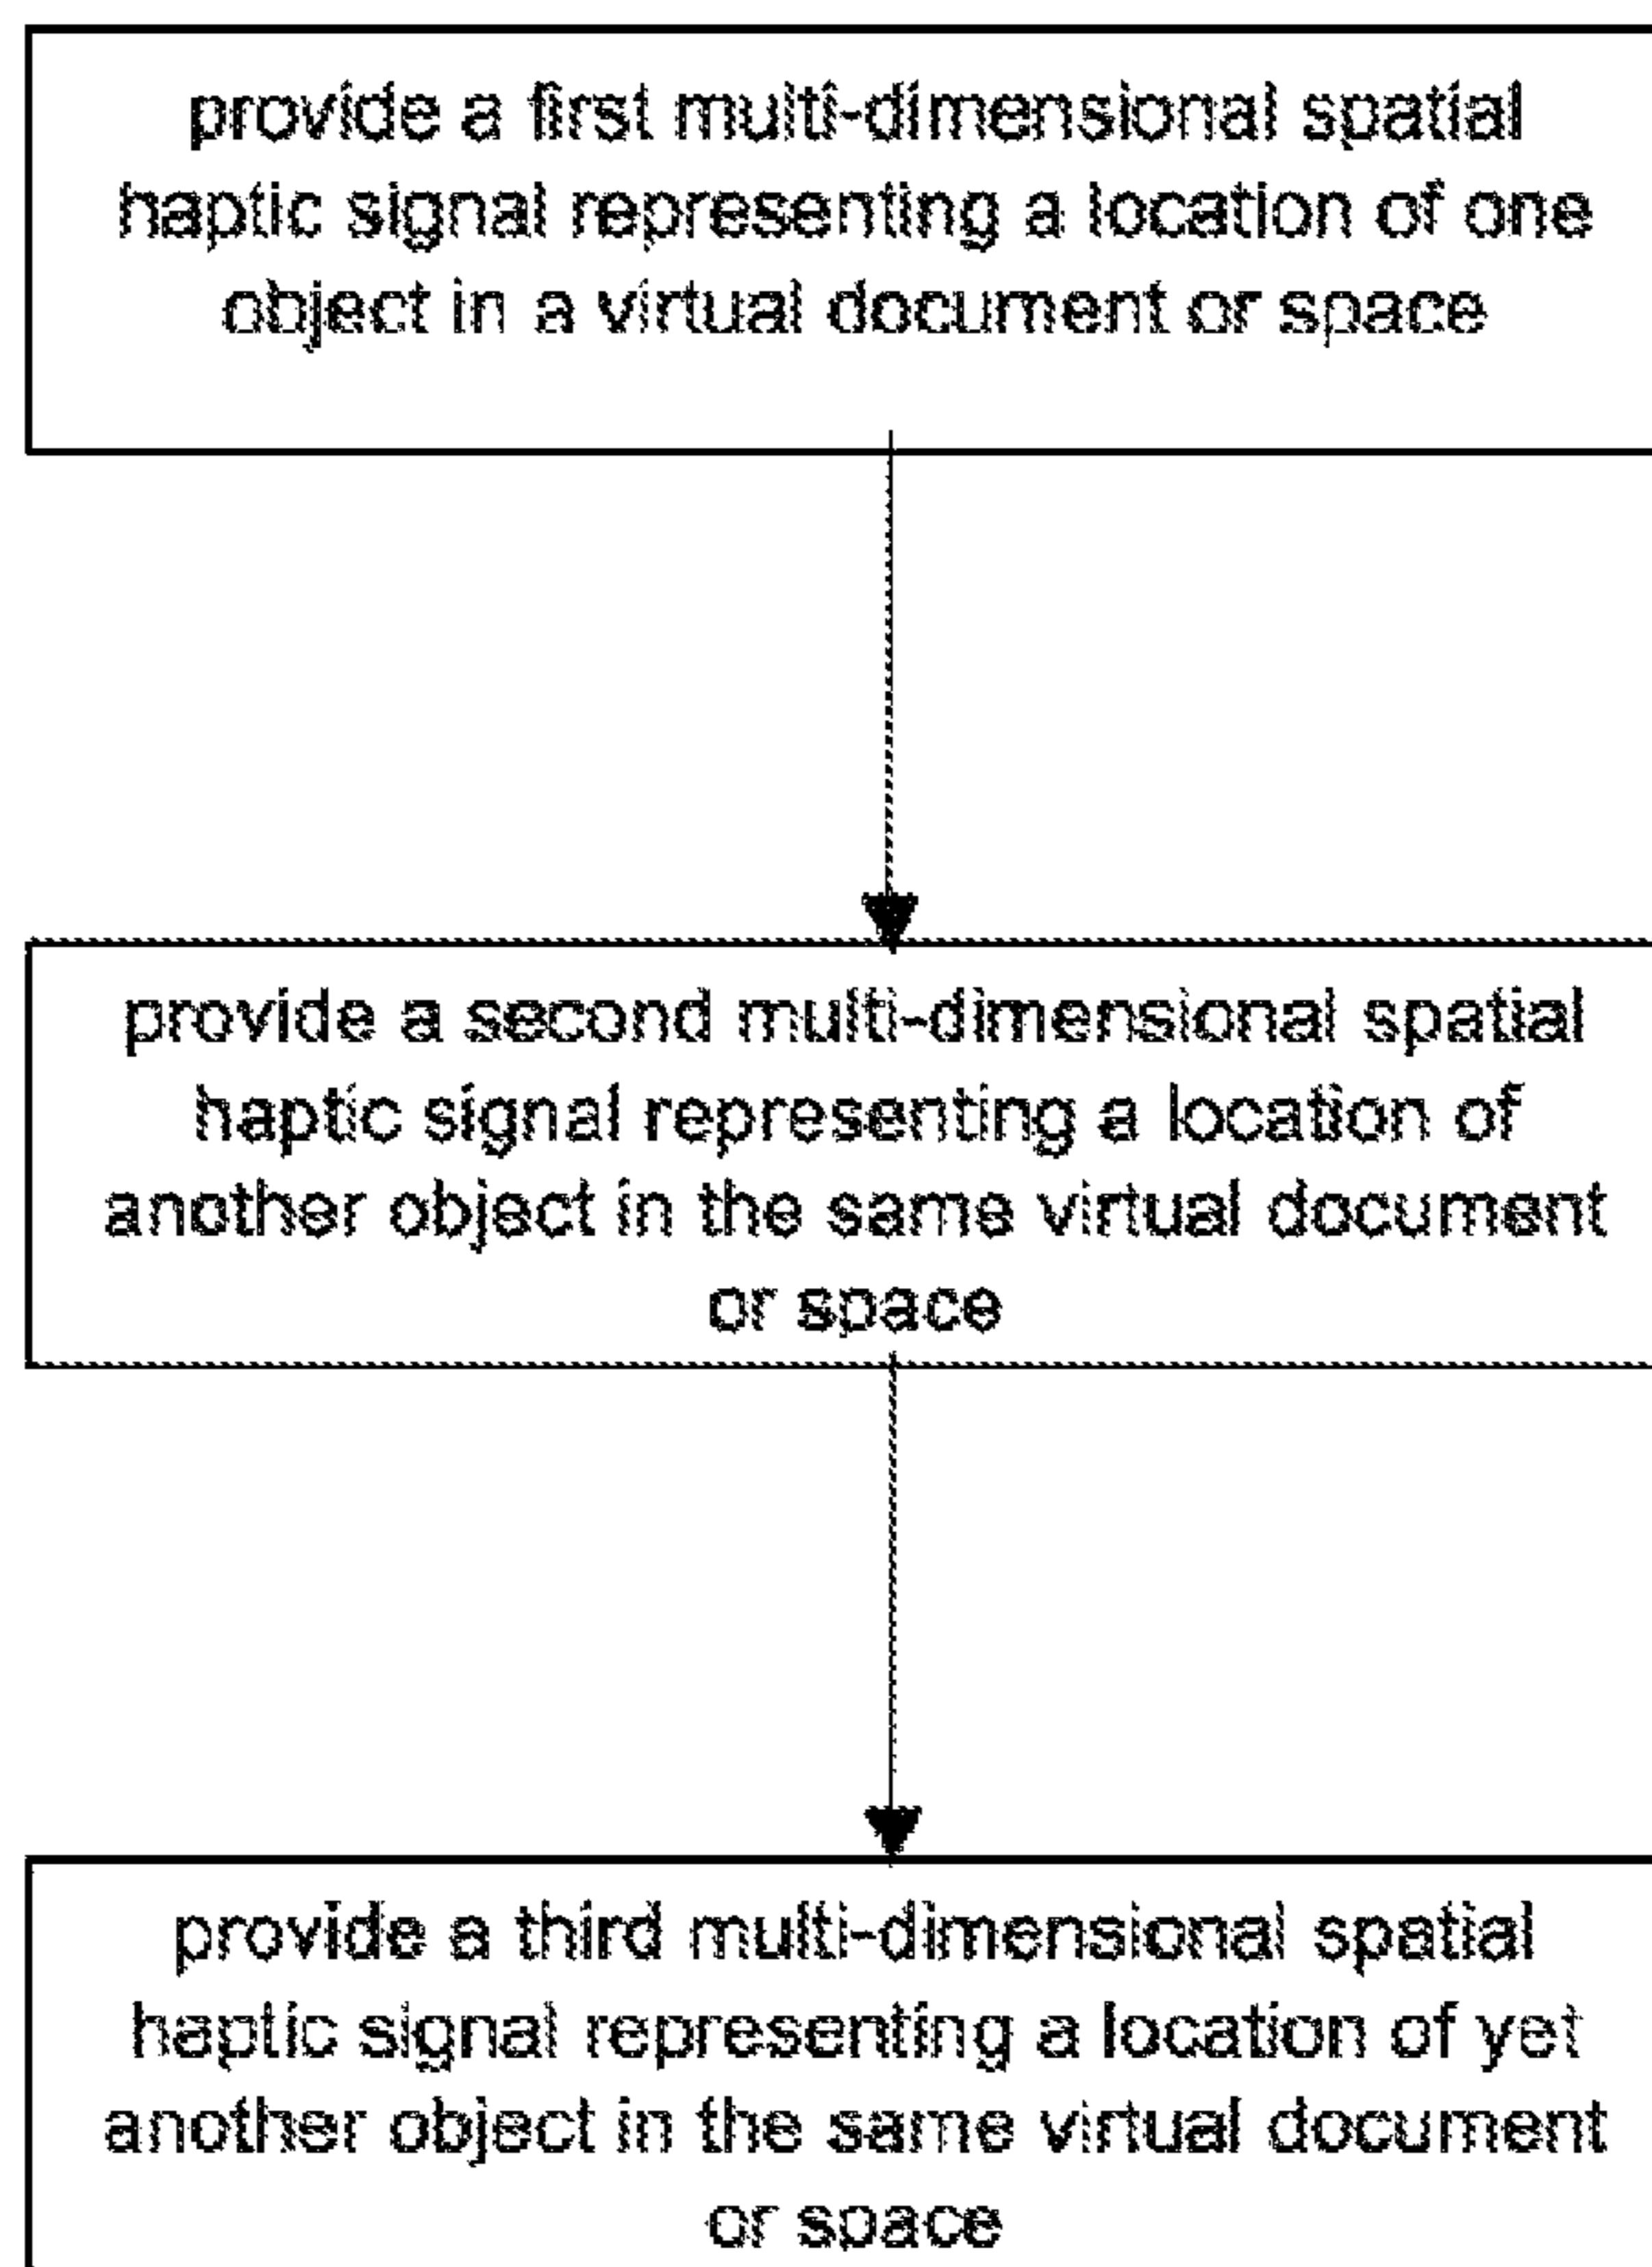 provide a first multi-dimensional spatial
haptic signal representing a location of one
object in a virtual document or space
provide a second multi-dimensional spatial
haptic signal representing a location of
another object in the same virtual document
or space
provide a third multi-dimensional spatial
haptic signal representing a location of yet
another object in the same virtual document
or space